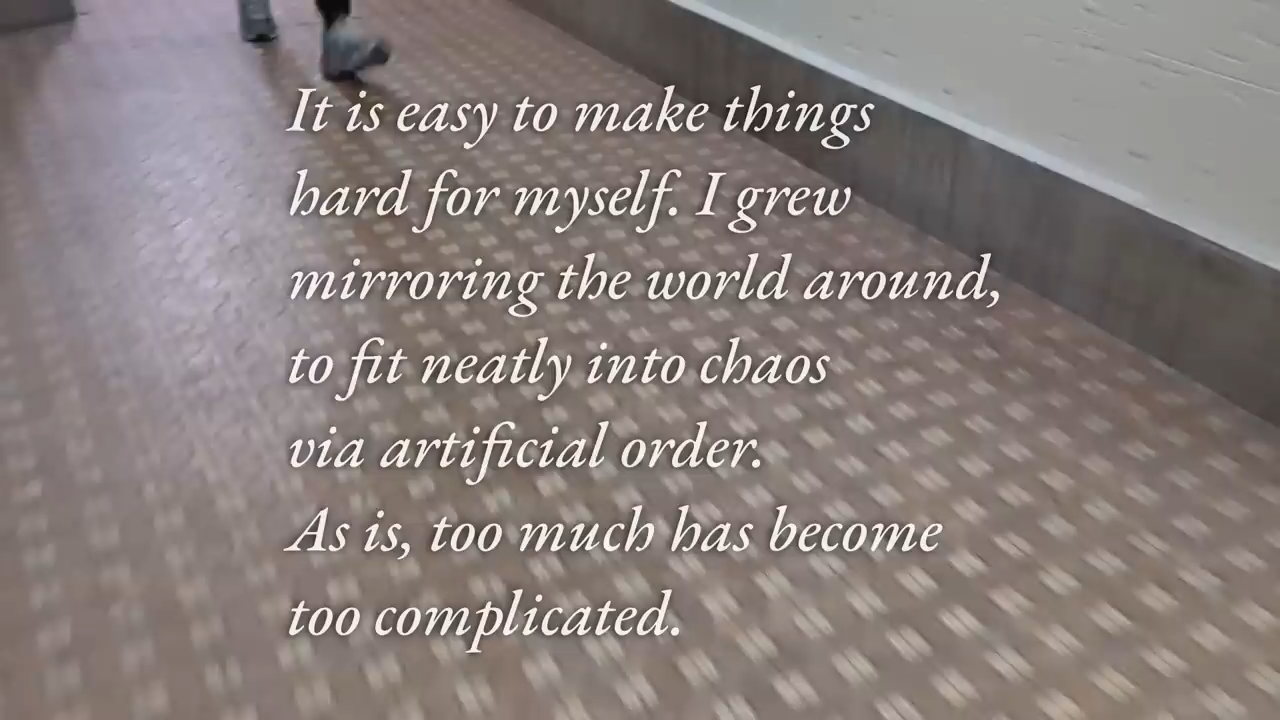 It is easy to make things
hard for myself. I grew
mirroring the world around,
to fit neatly into chaos
via artificial order.
As is, too much has become
too complicated.